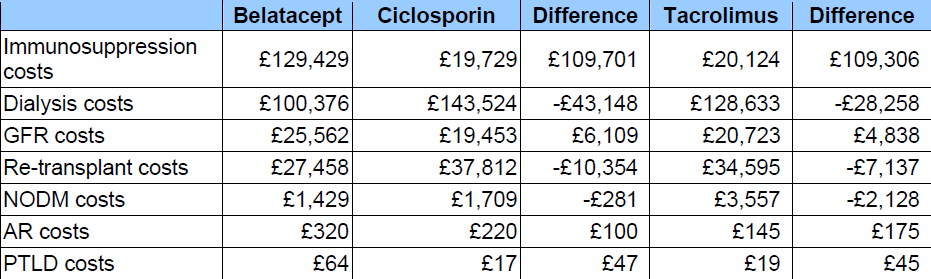 Belatacept Ciclosporin Difference Tacrolimus Difference
Immunosuppression costs £129,429 £19,729 £109,701 £20,124 £109,306
Dialysis costs £100,376 £143,524 -£43,148 £128,633 -£28,258
GFR costs £25,562 £19,453 £6,109 £20,723 £4,838
Re-transplant costs £27,458 £37,812 -£10,354 £34,595 -£7,137
NODM costs £1,429 £1,709 -£281 £3,557 -£2,128
AR costs £320 £220 £100 £145 £175
PTLD costs £64 £17 £47 £19 £45